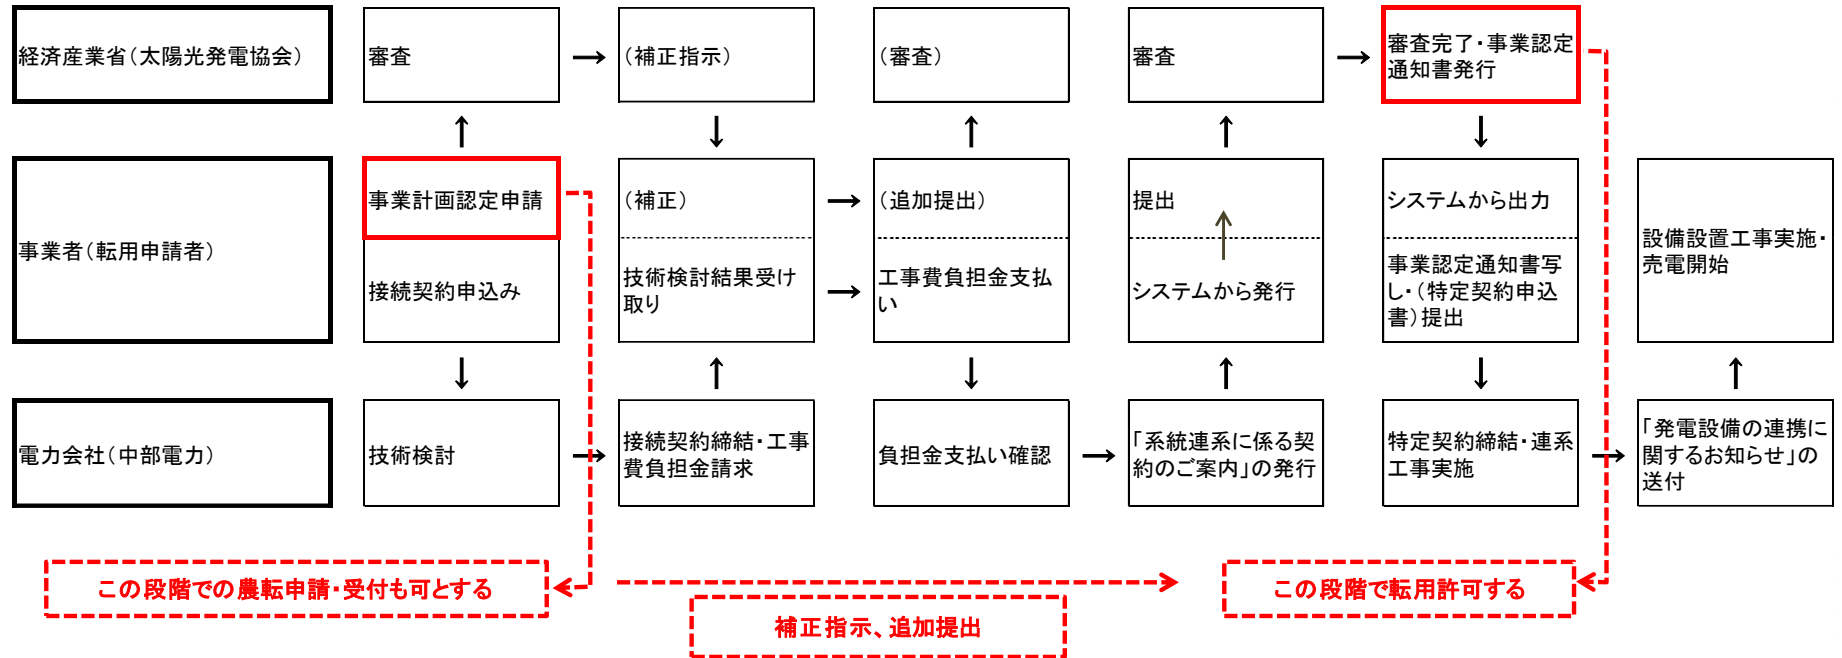 経済産業省(太陽光発電協会)
審査
→
(補正指示)
(審査)
審査
→
審査完了・事業認定
通知書発行
↑
↓
↑
↑
↓
事業者(転用申請者)
事業計画認定申請
接続契約申込み
(補正)
→
(追加提出)
技術検討結果受け
取り
→
工事費負担金支払
い
提出
↑
システムから発行
システムから出力
事業認定通知書写
し・(特定契約申込
書)提出
設備設置工事実施・
売電開始
↓
↑
↓
↑
↓
↑
電力会社(中部電力)
技術検討
→
接続契約締結・工事
費負担金請求
負担金支払い確認
→
「系統連系に係る契
約のご案内」の発行
特定契約締結・連系
工事実施
→
「発電設備の連携に
関するお知らせ」の
送付
この段階での農転申請・受付も可とする
補正指示、追加提出
この段階で転用許可する